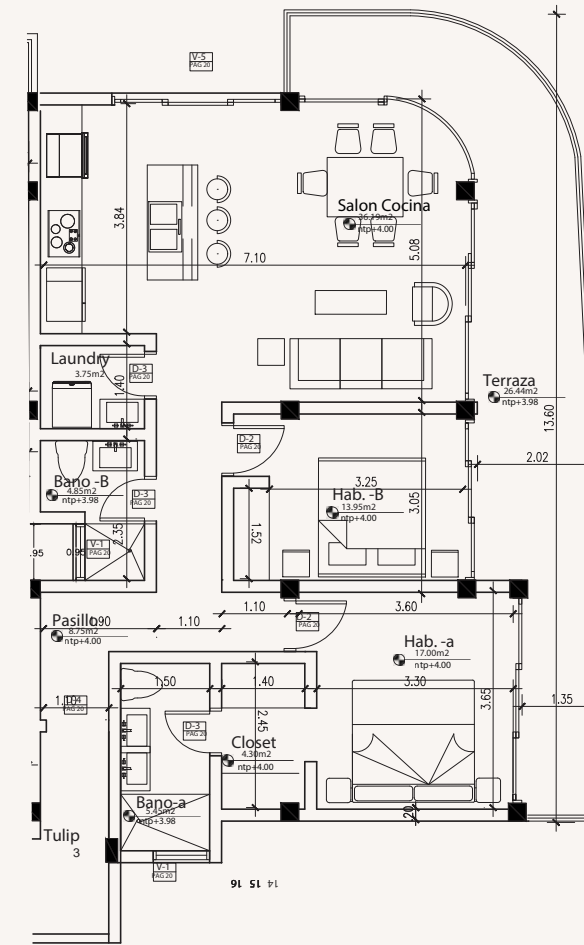 V-5
PAG 20
Salon Cocina
36.19m2
ntp+4.00
3.84
5.08
7.10
Laundry
3.75m2
D-3
PAG 20
1.40
Terraza
26.44m2
ntp+3.98
13.60
D-2
PAG 20
2.02
Bano -B
4.85m2
ntp+3.98
D-3
PAG 20
3.25
Hab. -B
13.95m2
ntp+4.00
3.05
1.52
2.35
V-1
PAG 20
.95
0.95
1.10
3.60
D-2
PAG 20
Pasillo
8.75m2
ntp+4.00
1.10
Hab. -a
17.00m2
ntp+4.00
1.50
1.40
3.30
3.65
PAG 20
2.45
1.35
D-3
PAG 20
Closet
4.30m2
ntp+4.00
Bano-a
5.45m2
ntp+3.98
.20
Tulip
3
V-1
PAG 20
14 15 16